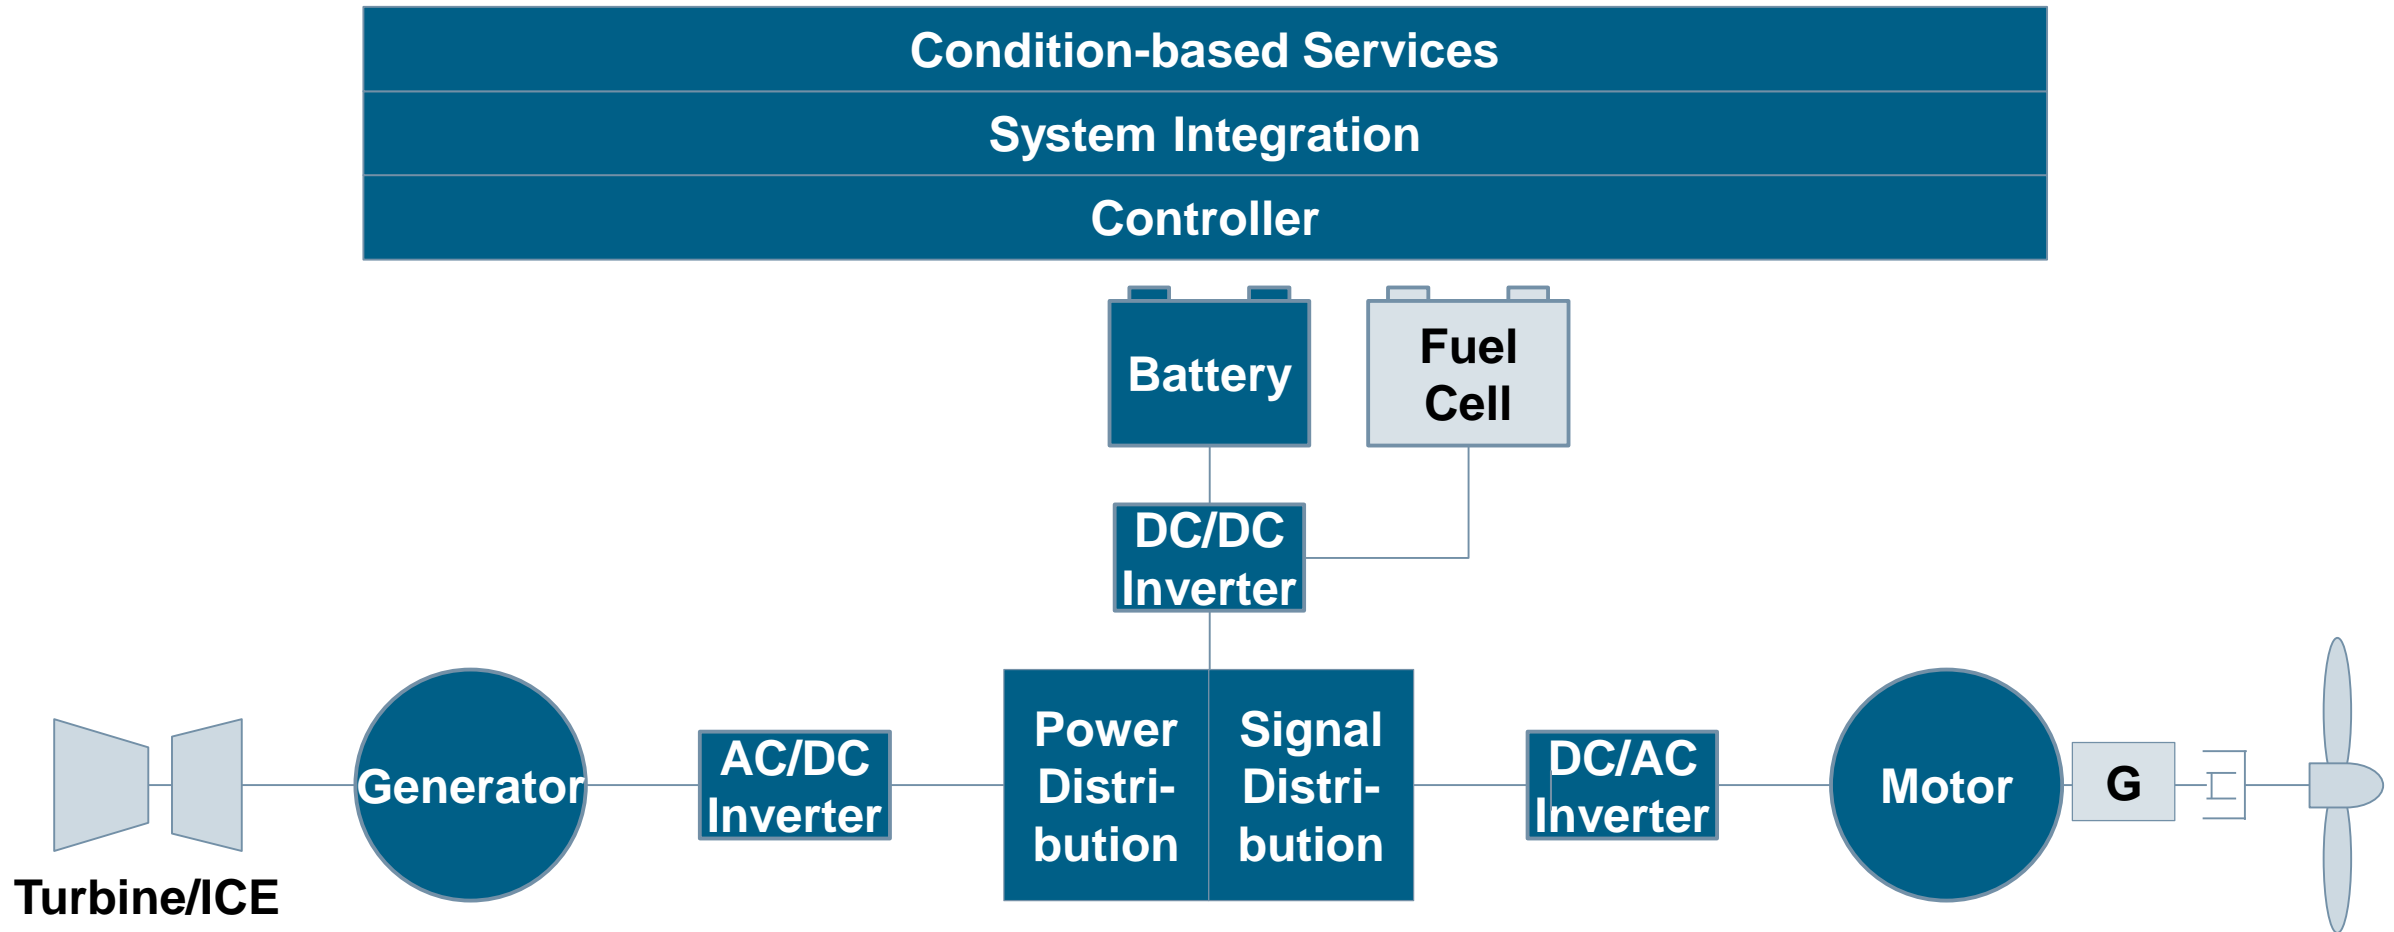 Condition-based Services
System Integration
Controller
Battery
Fuel
Cell
DC/DC
Inverter
Turbine/ICE
Generator
AC/DC
Inverter
Power
Distri-
bution
Signal
Distri-
bution
DC/AC
Inverter
Motor
G